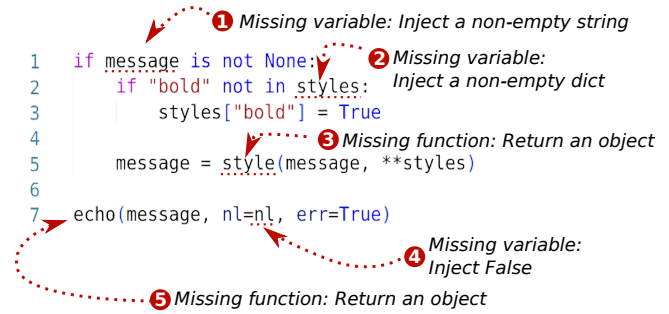 1 Missing variable: Inject a non-empty string
1 if message is not None:
2 Missing variable:
Inject a non-empty dict
2 if "bold" not in styles:
3 styles["bold"] = True
4
3 Missing function: Return an object
5 message = style(message, **styles)
6
7 echo(message, nl=nl, err=True)
4 Missing variable:
Inject False
5 Missing function: Return an object